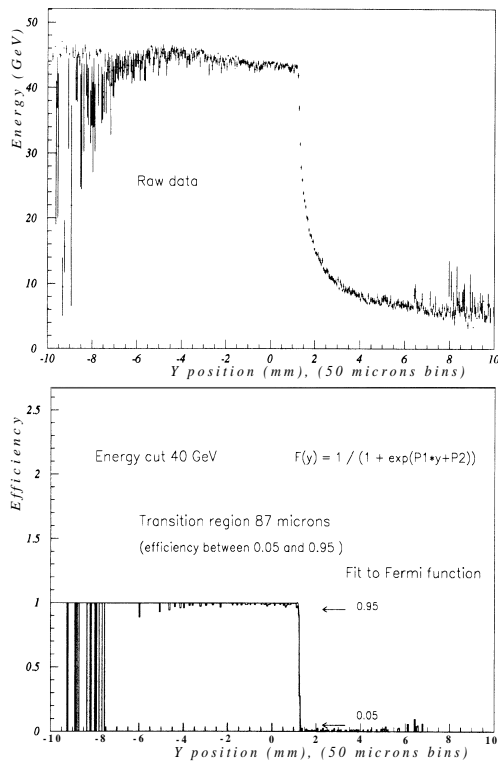 Energy (GeV)
50
40
30
20
10
0
Raw data
-10 -8 -6 -4 -2 0 2 4 6 8 10
Y position (mm), (50 microns bins)
Efficiency
2.5
2
1.5
1
0.5
0
Energy cut 40 GeV
F(y) = 1 / (1 + exp(P1*y+P2))
Transition region 87 microns
(efficiency between 0.05 and 0.95 )
Fit to Fermi function
0.95
0.05
-10 -8 -6 -4 -2 0 2 4 6 8 10
Y position (mm), (50 microns bins)